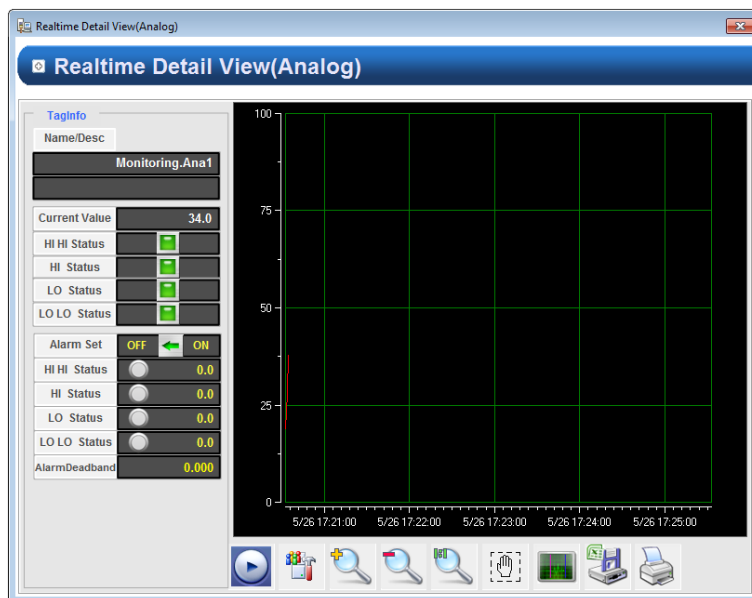 Realtime Detail View(Analog)
Realtime Detail View(Analog)
TagInfo
Name/Desc
Monitoring.Ana1
Current Value 34.0
HI HI Status
HI Status
LO Status
LO LO Status
Alarm Set OFF ON
HI HI Status 0.0
HI Status 0.0
LO Status 0.0
LO LO Status 0.0
AlarmDeadband 0.000
100
75
50
25
0
5/26 17:21:00 5/26 17:22:00 5/26 17:23:00 5/26 17:24:00 5/26 17:25:00